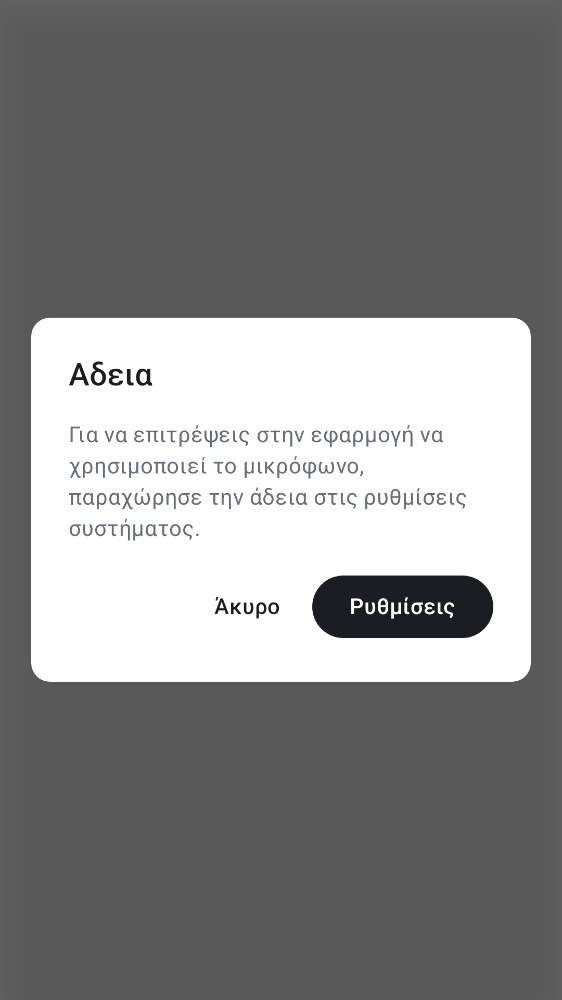 Αδεια
Για να επιτρέψεις στην εφαρμογή να
χρησιμοποιεί το μικρόφωνο,
παραχώρησε την άδεια στις ρυθμίσεις
συστήματος.
Άκυρο
Ρυθμίσεις